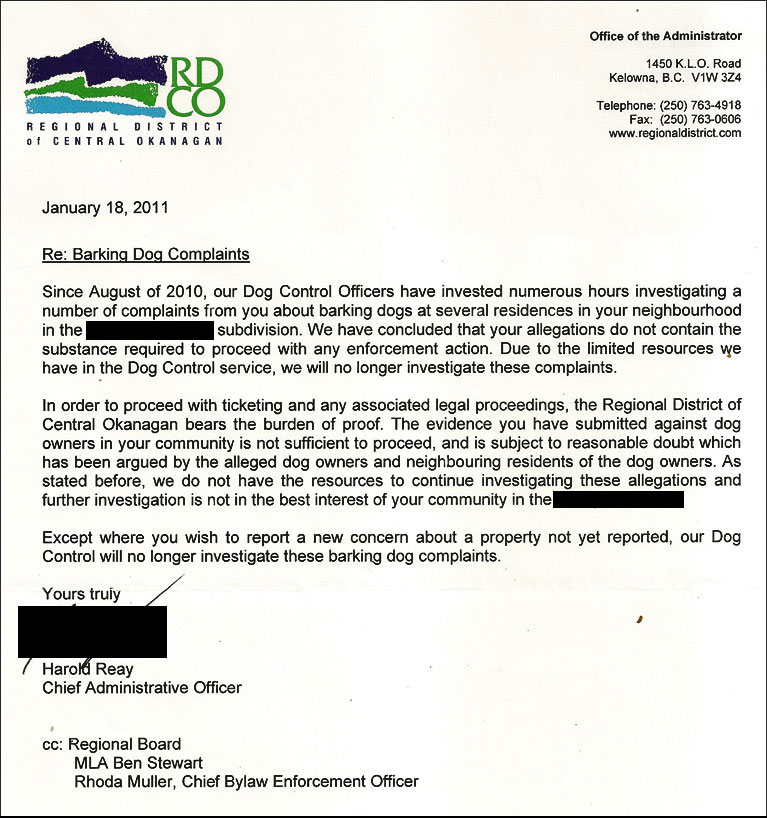 Office of the Administrator
1450 K.L.O. Road
Kelowna, B.C. V1W 3Z4
Telephone: (250) 763-4918
Fax: (250) 763-0606
www.regionaldistrict.com
RD
CO
REGIONAL DISTRICT
of CENTRAL OKANAGAN
January 18, 2011
Re: Barking Dog Complaints
Since August of 2010, our Dog Control Officers have invested numerous hours investigating a
number of complaints from you about barking dogs at several residences in your neighbourhood
in the subdivision. We have concluded that your allegations do not contain the
substance required to proceed with any enforcement action. Due to the limited resources we
have in the Dog Control service, we will no longer investigate these complaints.
In order to proceed with ticketing and any associated legal proceedings, the Regional District of
Central Okanagan bears the burden of proof. The evidence you have submitted against dog
owners in your community is not sufficient to proceed, and is subject to reasonable doubt which
has been argued by the alleged dog owners and neighbouring residents of the dog owners. As
stated before, we do not have the resources to continue investigating these allegations and
further investigation is not in the best interest of your community in the
Except where you wish to report a new concern about a property not yet reported, our Dog
Control will no longer investigate these barking dog complaints.
Yours truly
Harold Reay
Chief Administrative Officer
cc: Regional Board
MLA Ben Stewart
Rhoda Muller, Chief Bylaw Enforcement Officer